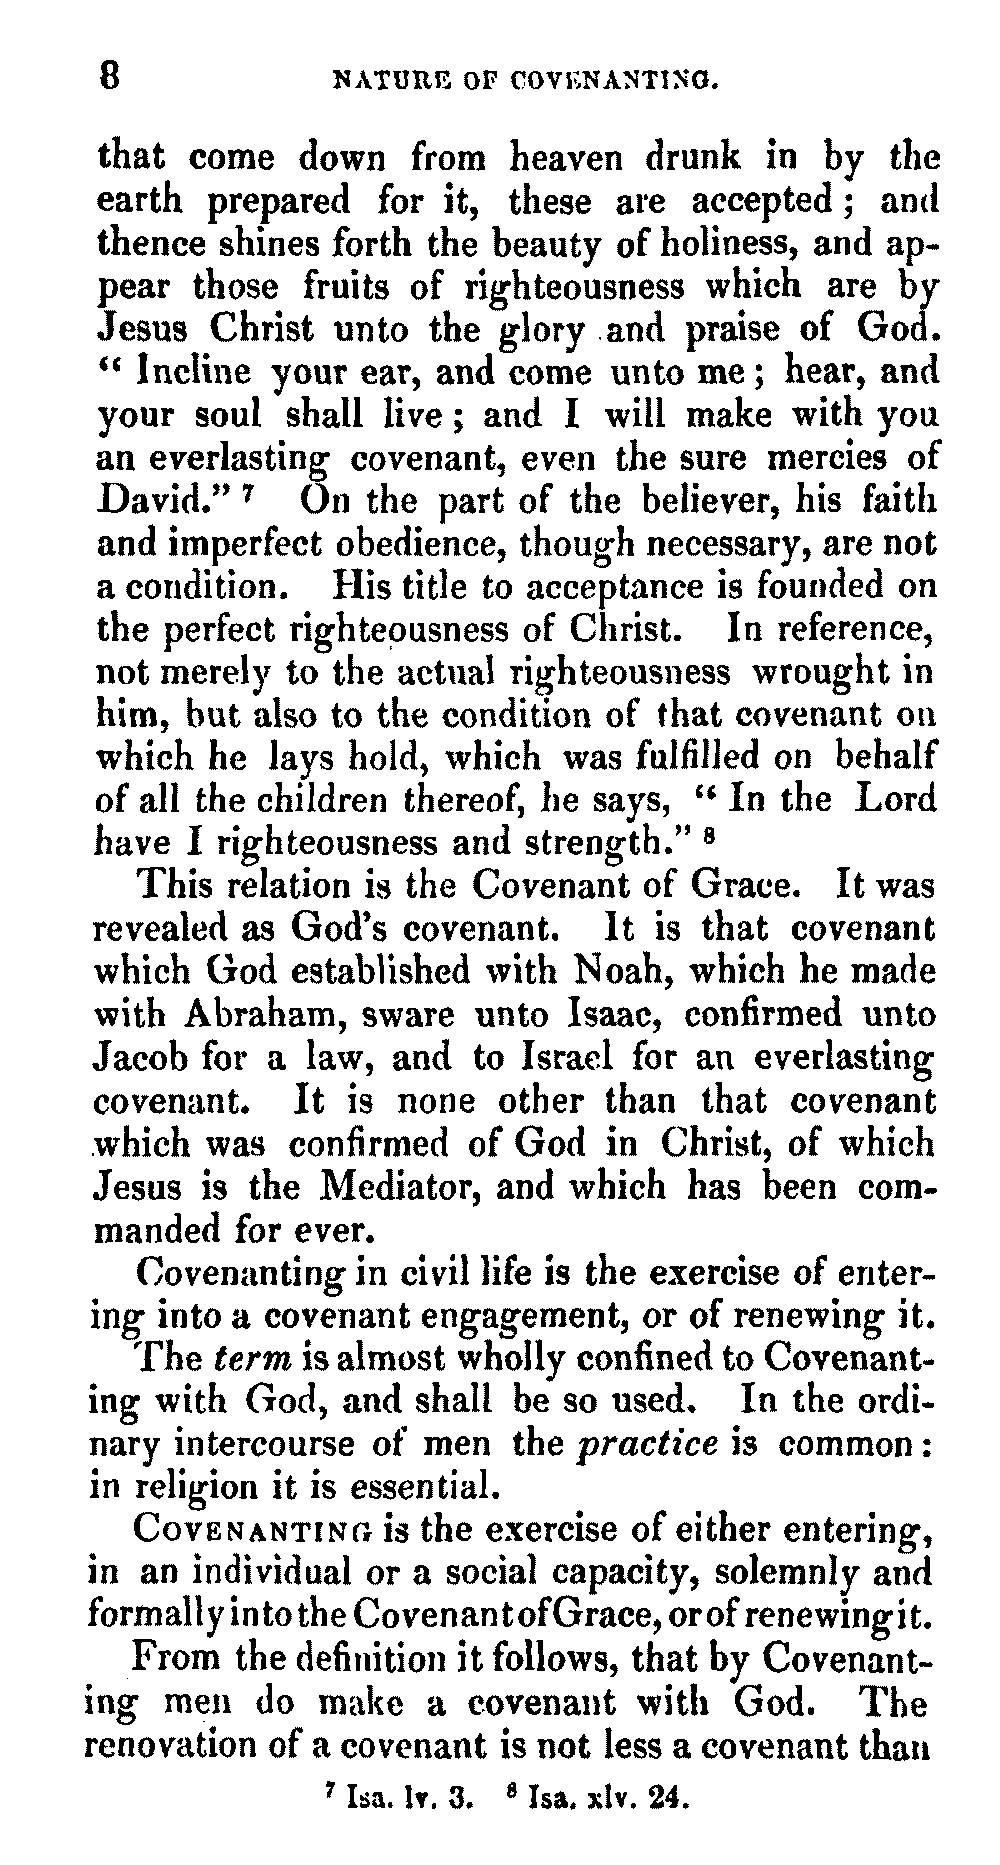 8 NATURE OF COVENANTING.
that come down from heaven drunk in by the
earth prepared for it, these are accepted; and
thence shines forth the beauty of holiness, and ap-
pear those fruits of righteousness which are by
Jesus Christ unto the glory and praise of God.
“ Incline your ear, and come unto me; hear, and
your soul shall live; and I will make with you
an everlasting covenant, even the sure mercies of
David.” ⁷ On the part of the believer, his faith
and imperfect obedience, though necessary, are not
a condition. His title to acceptance is founded on
the perfect righteousness of Christ. In reference,
not merely to the actual righteousness wrought in
him, but also to the condition of that covenant on
which he lays hold, which was fulfilled on behalf
of all the children thereof, he says, “ In the Lord
have I righteousness and strength.” ⁸
This relation is the Covenant of Grace. It was
revealed as God's covenant. It is that covenant
which God established with Noah, which he made
with Abraham, sware unto Isaac, confirmed unto
Jacob for a law, and to Israel for an everlasting
covenant. It is none other than that covenant
which was confirmed of God in Christ, of which
Jesus is the Mediator, and which has been com-
manded for ever.
Covenanting in civil life is the exercise of enter-
ing into a covenant engagement, or of renewing it.
The term is almost wholly confined to Covenant-
ing with God, and shall be so used. In the ordi-
nary intercourse of men the practice is common:
in religion it is essential.
COVENANTING is the exercise of either entering,
in an individual or a social capacity, solemnly and
formally into the Covenant of Grace, or of renewing it.
From the definition it follows, that by Covenant-
ing men do make a covenant with God. The
renovation of a covenant is not less a covenant than
⁷ Isa. lv. 3. ⁸ Isa. xlv. 24.